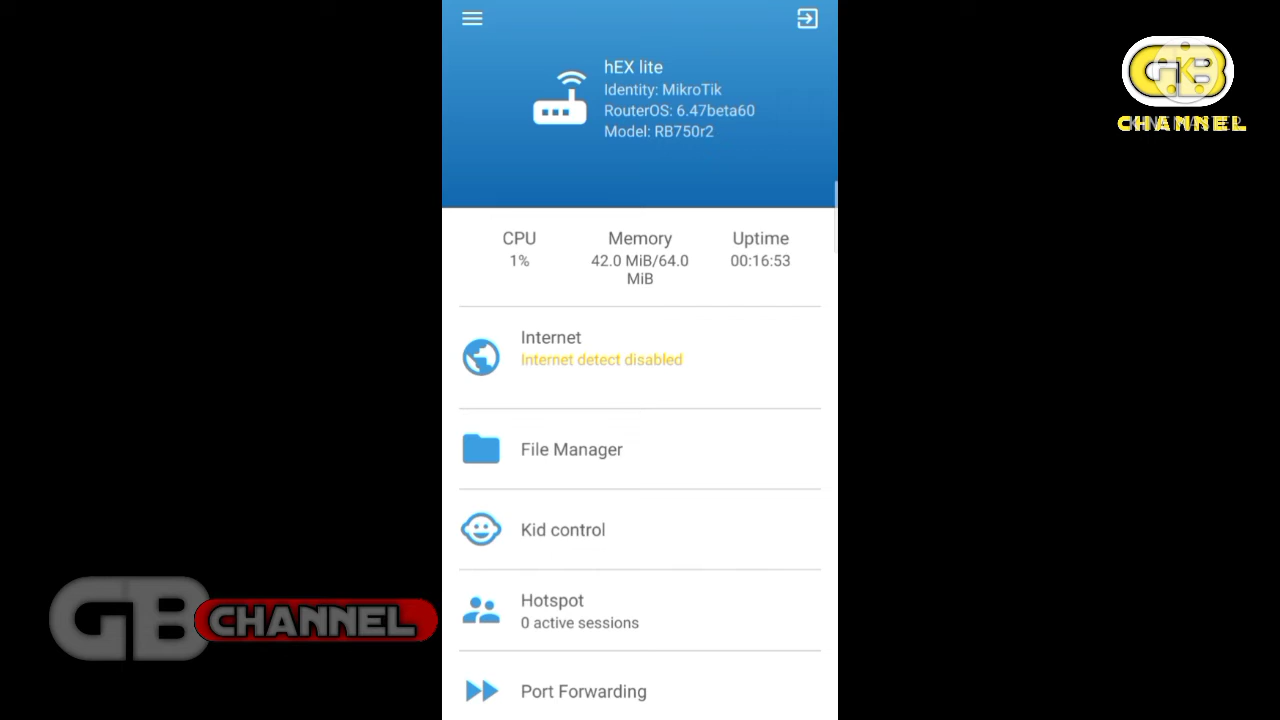 hEX lite
Identity: MikroTik
RouterOS: 6.47beta60
Model: RB750r2
GB
CHANNEL
CPU
1%
Memory
42.0 MiB/64.0
MiB
Uptime
00:16:53
Internet
Internet detect disabled
File Manager
Kid control
Hotspot
0 active sessions
Port Forwarding
GB CHANNEL